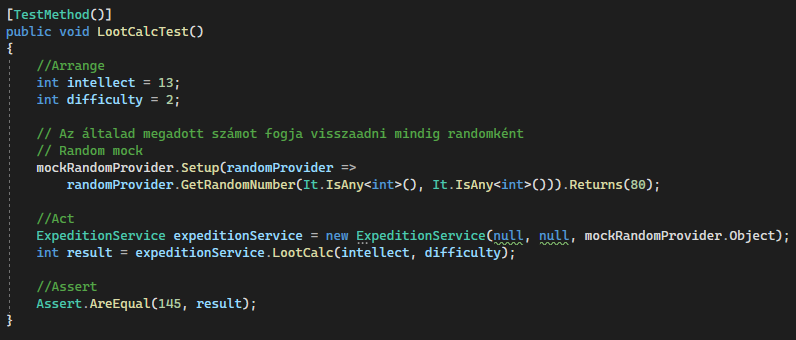 [TestMethod()]
public void LootCalcTest()
{
//Arrange
int intellect = 13;
int difficulty = 2;
// Az általad megadott számot fogja visszaadni mindig randomként
// Random mock
mockRandomProvider.Setup(randomProvider =>
randomProvider.GetRandomNumber(It.IsAny<int>(), It.IsAny<int>())).Returns(80);
//Act
ExpeditionService expeditionService = new ExpeditionService(null, null, mockRandomProvider.Object);
int result = expeditionService.LootCalc(intellect, difficulty);
//Assert
Assert.AreEqual(145, result);
}